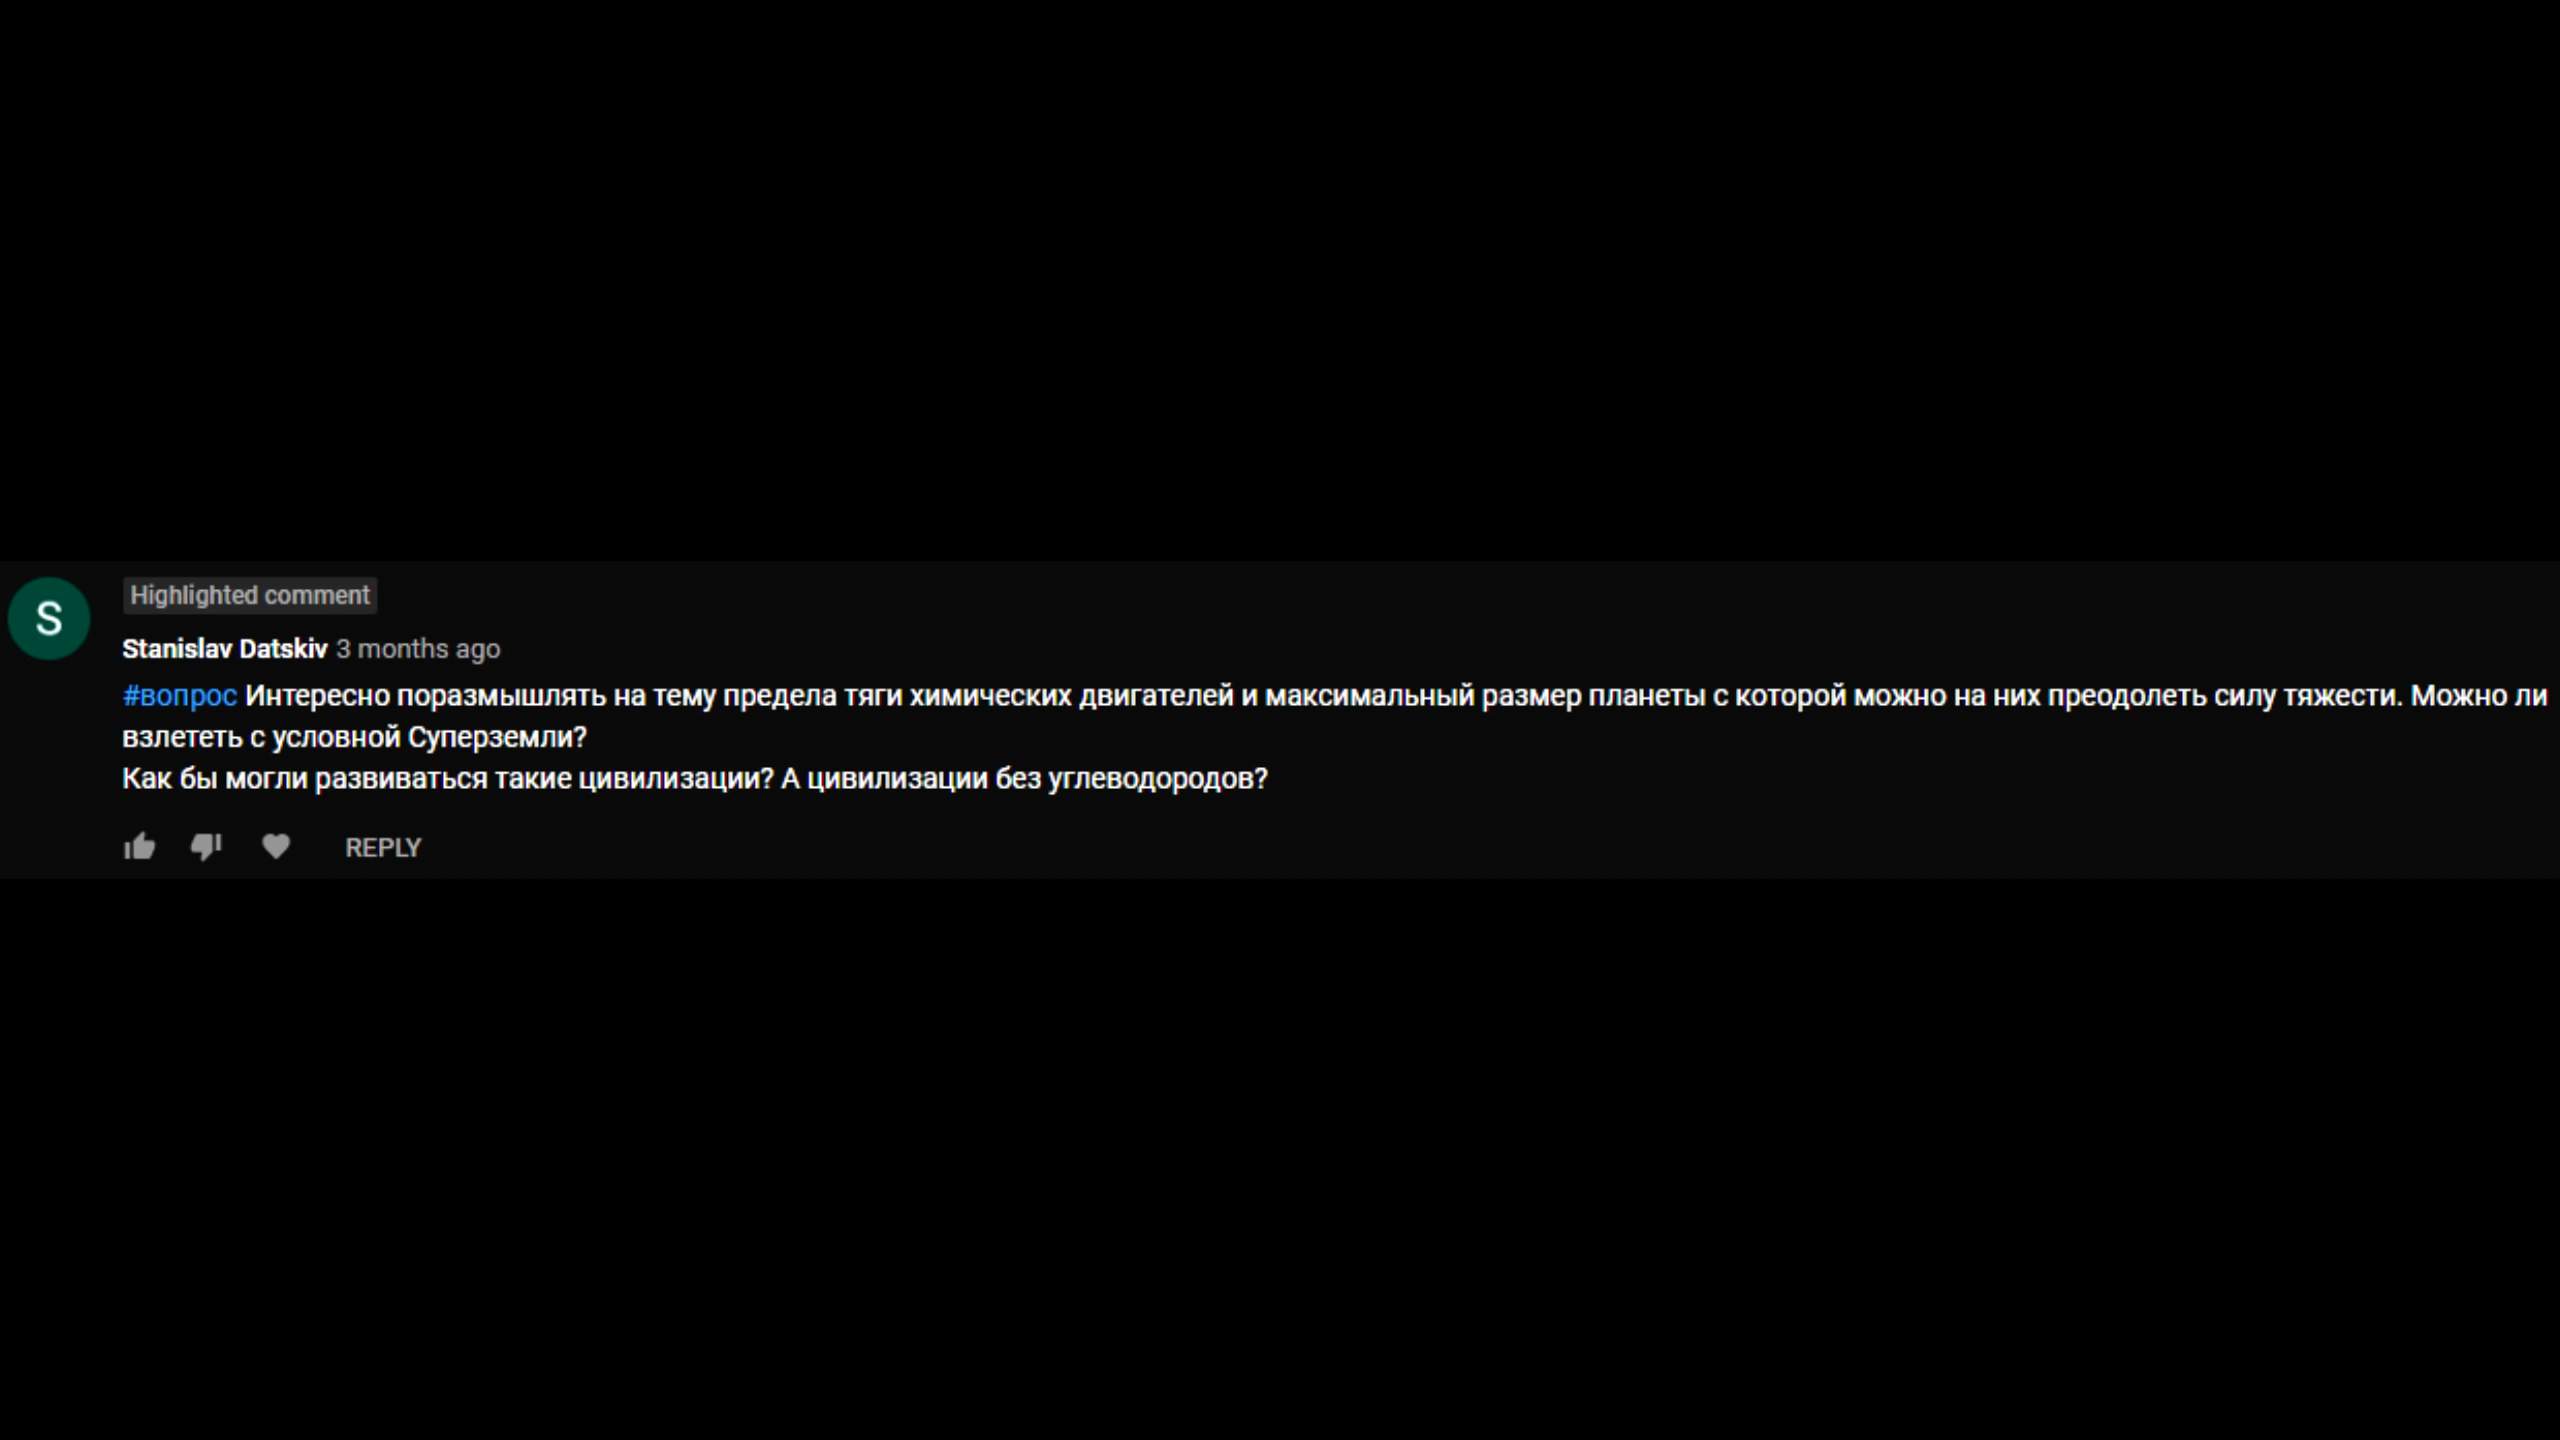 Highlighted comment
S
Stanislav Datskiv 3 months ago
#вопрос Интересно поразмышлять на тему предела тяги химических двигателей и максимальный размер планеты с которой можно на них преодолеть силу тяжести. Можно ли
взлететь с условной Суперземли?
Как бы могли развиваться такие цивилизации? А цивилизации без углеводородов?
REPLY